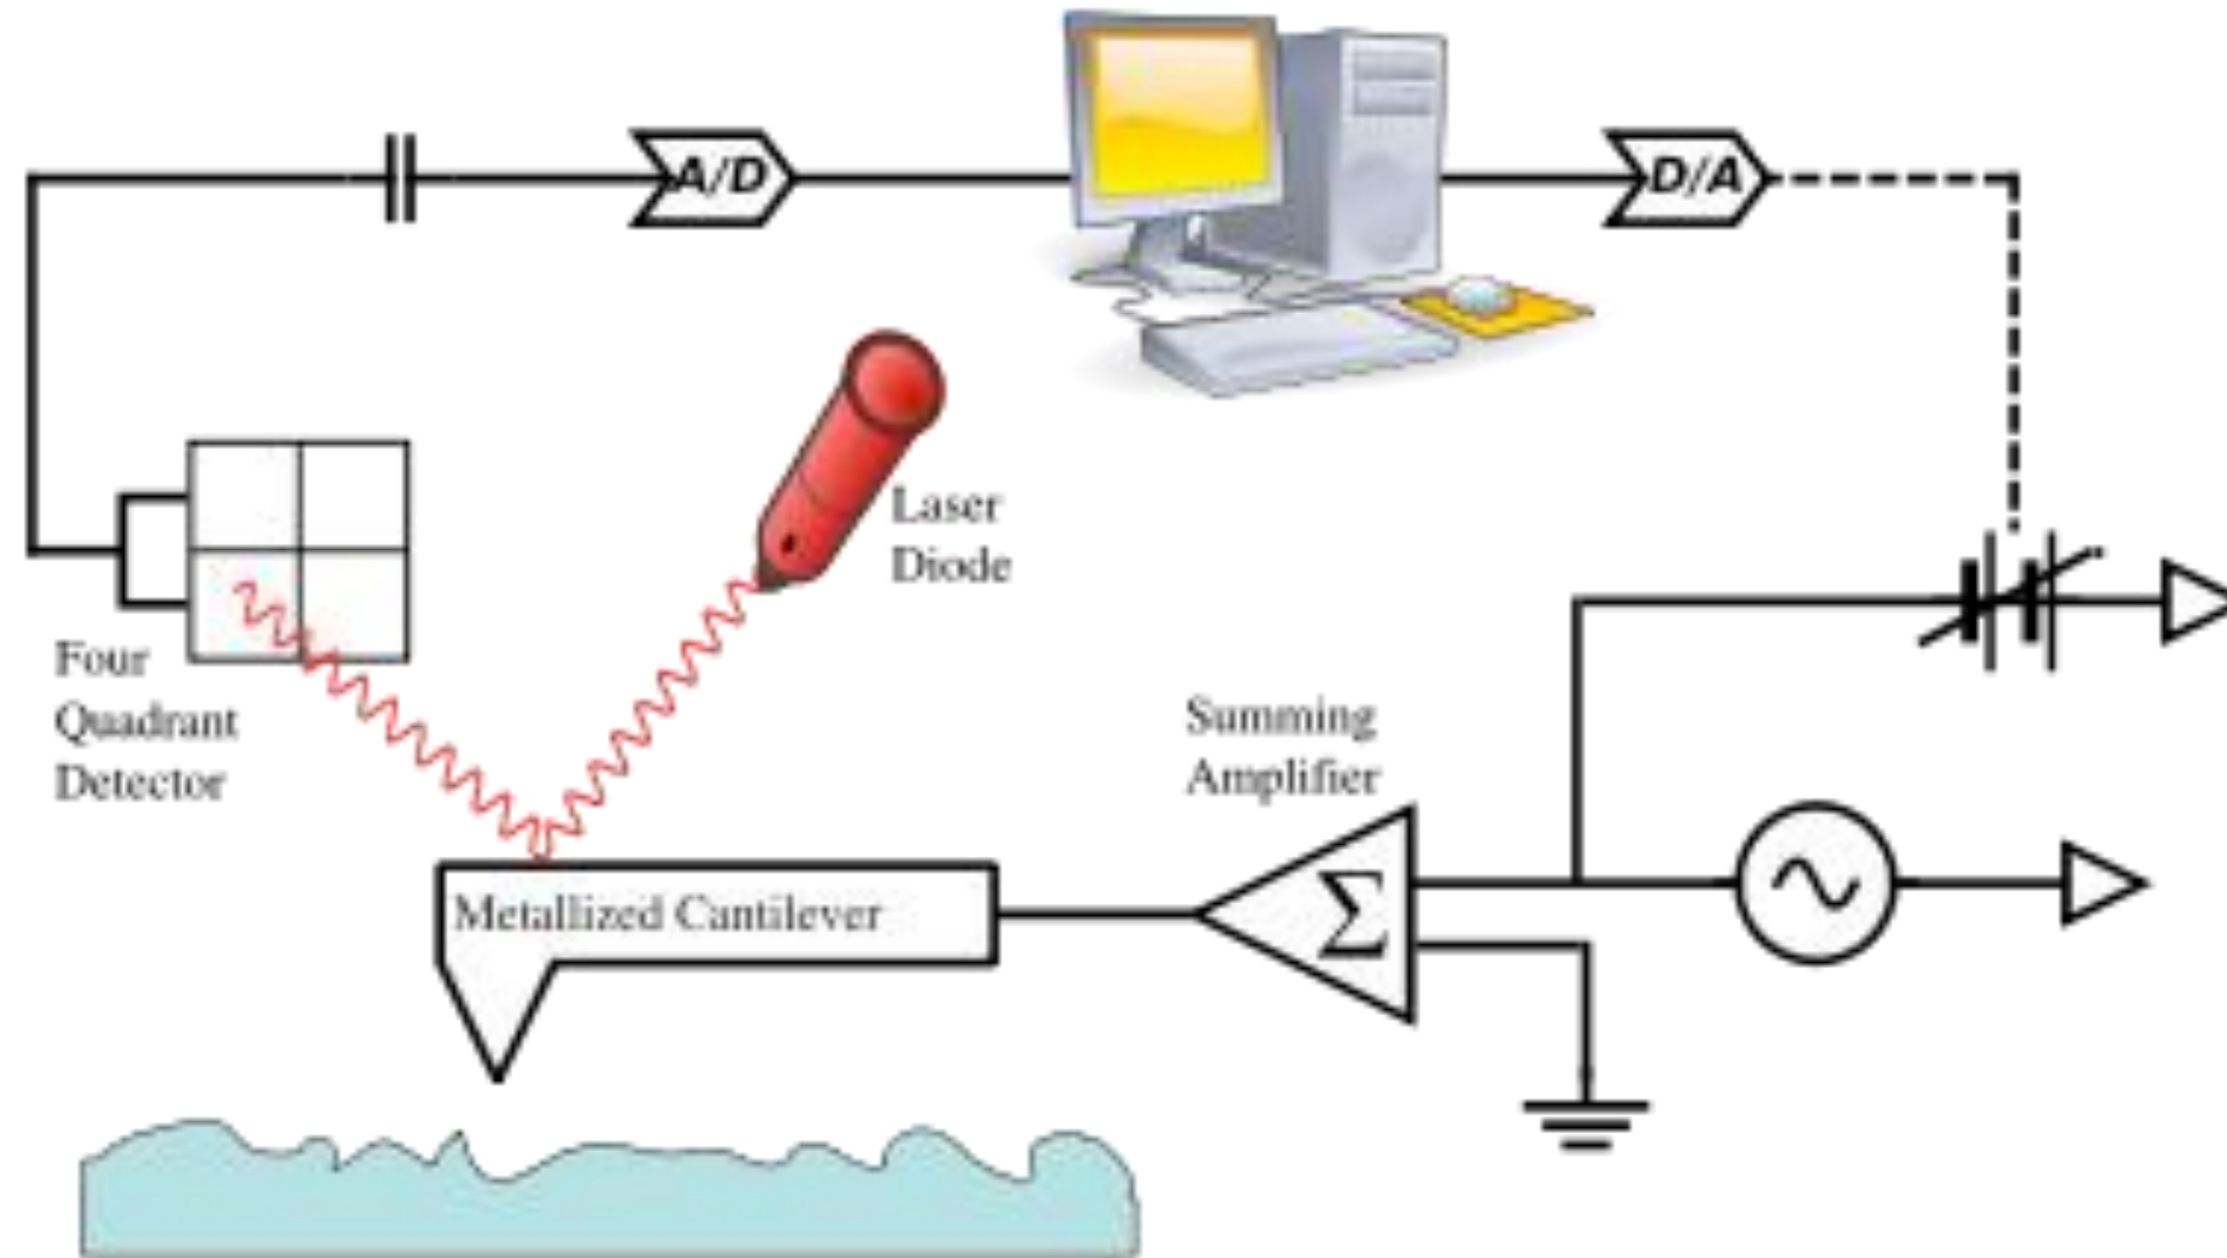 A/D
D/A
Laser
Diode
Four
Quadrant
Detector
Summing
Amplifier
Σ
Metallized Cantilever